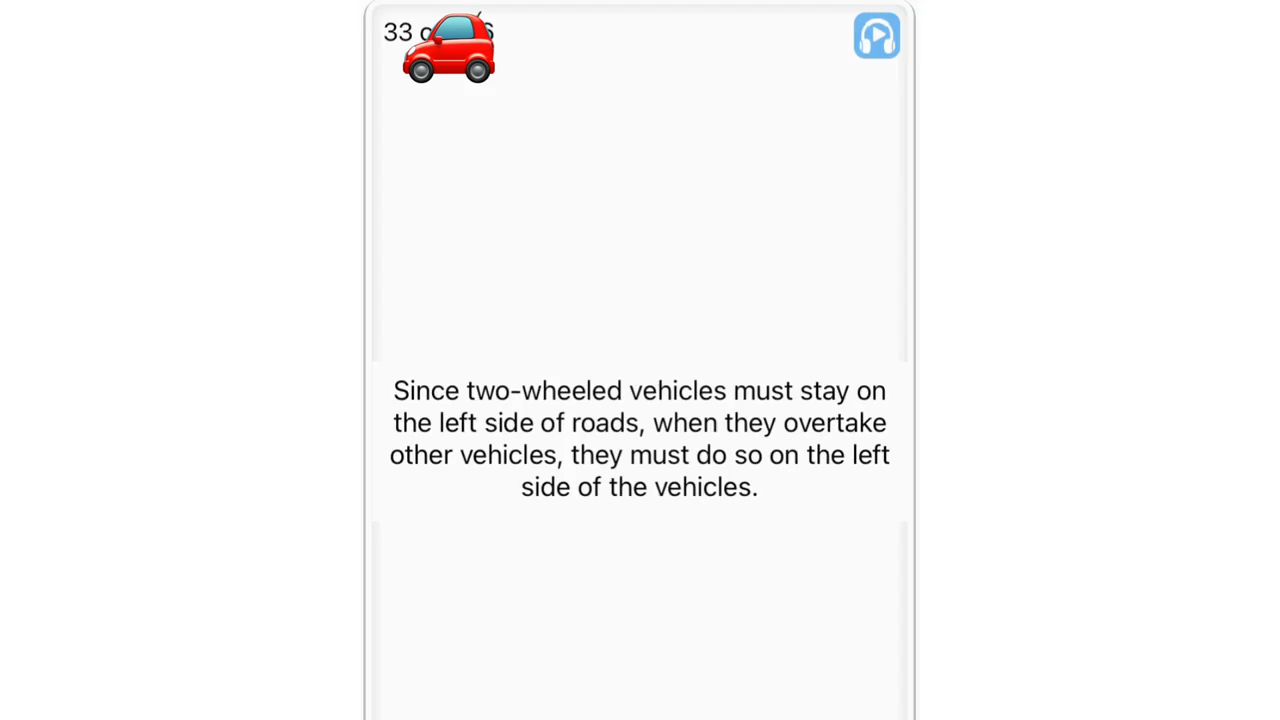 33
Since two-wheeled vehicles must stay on
the left side of roads, when they overtake
other vehicles, they must do so on the left
side of the vehicles.